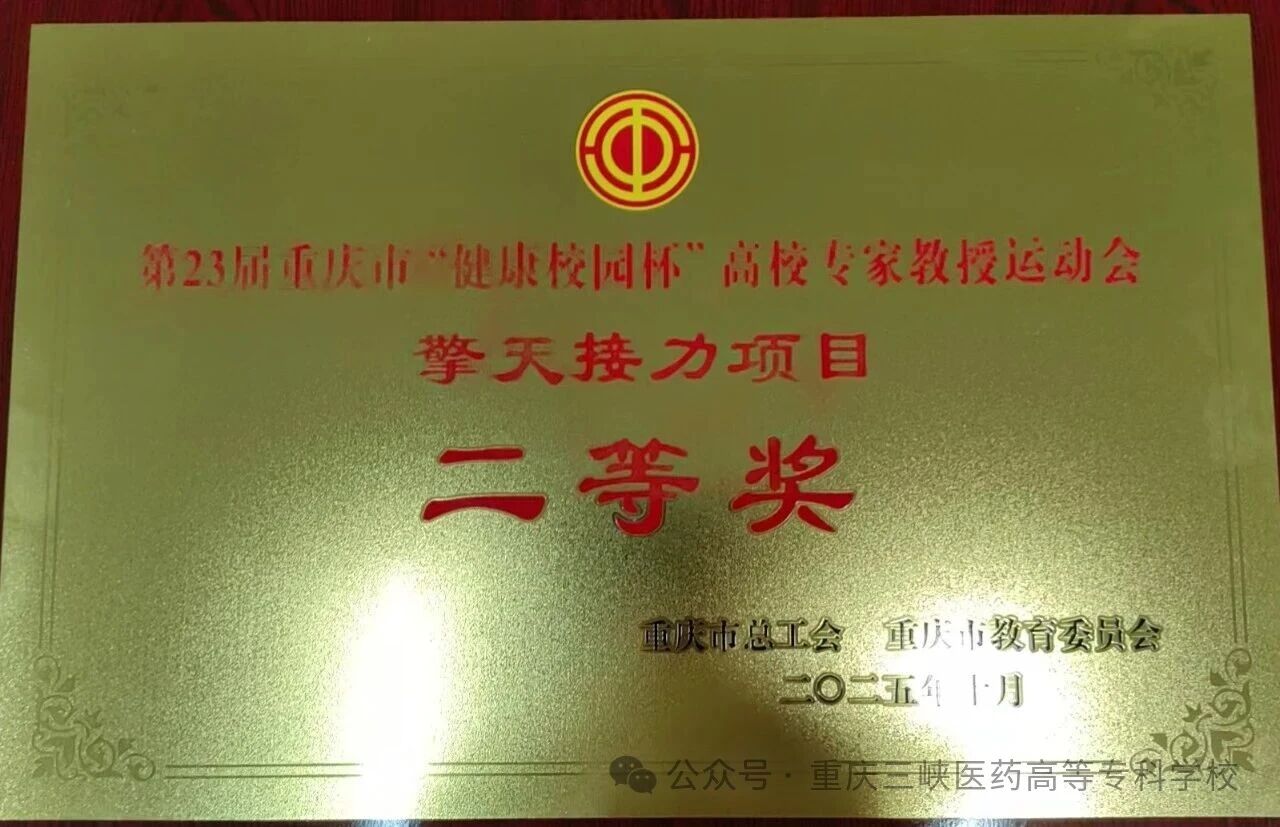 第23届重庆市“健康校园杯”高校专家教授运动会
擎天接力项目
二等奖
重庆市总工会 重庆市教育委员会
二〇二五年十月
公众号·重庆三峡医药高等专科学校